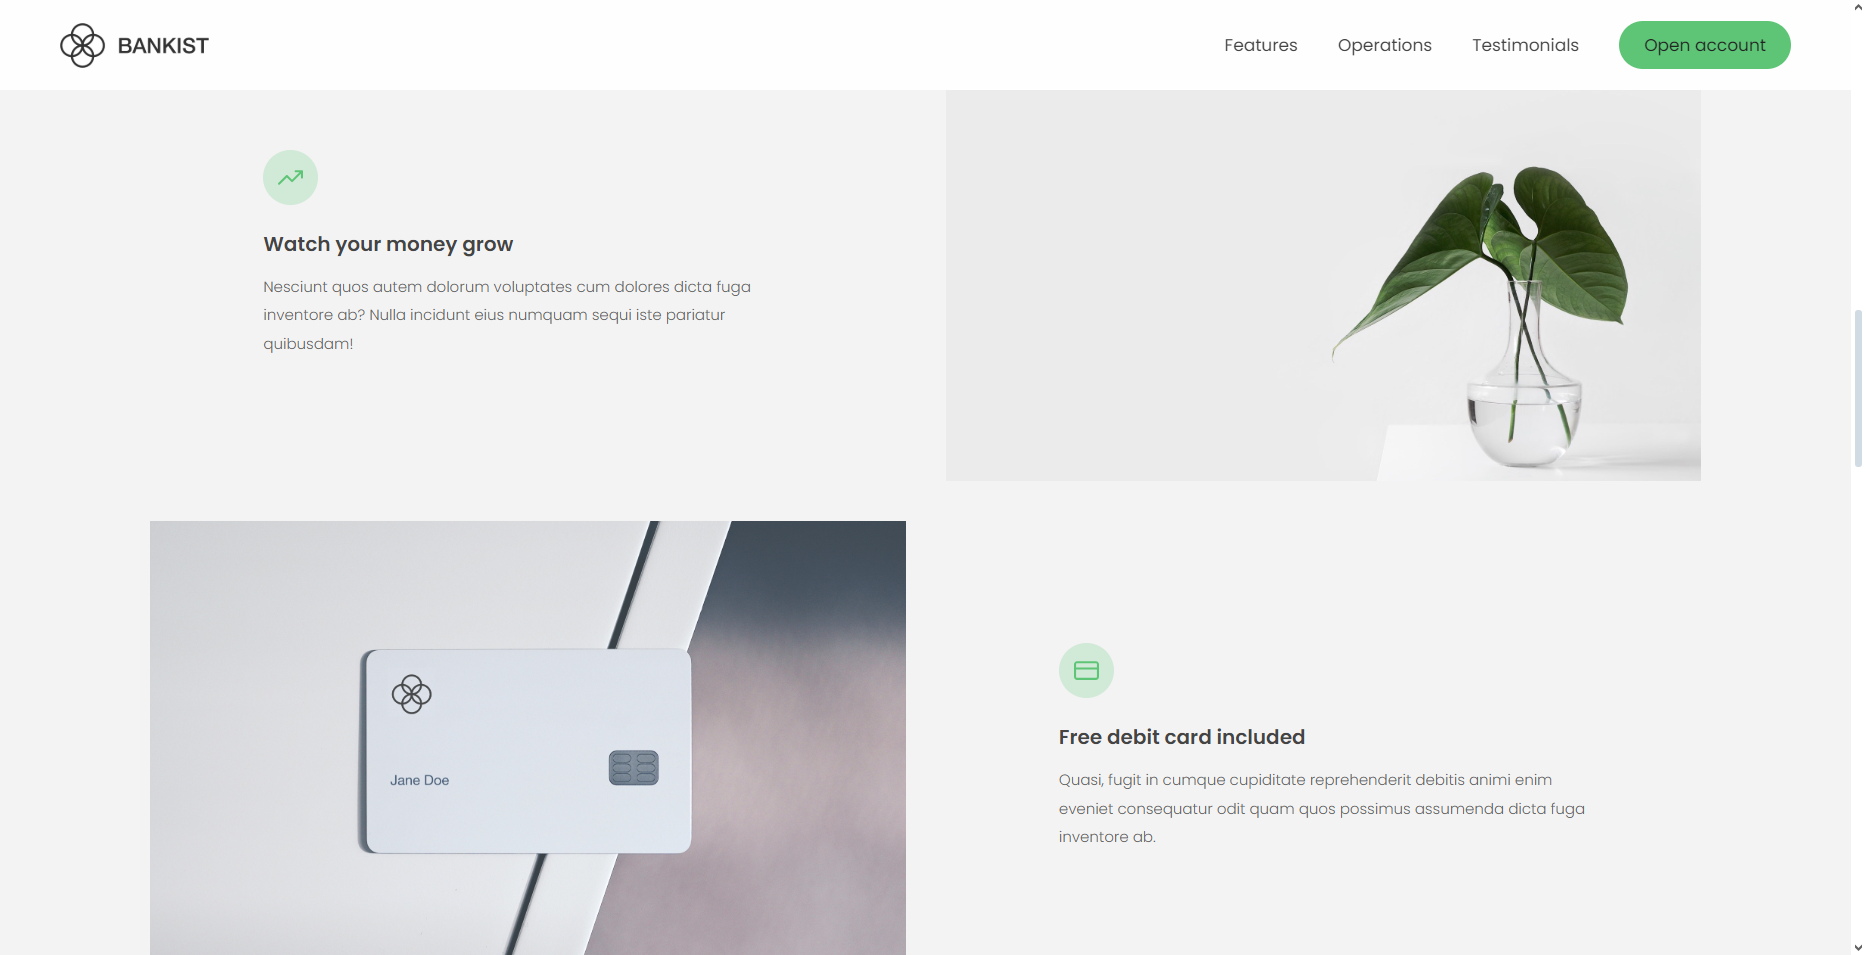 BANKIST
Features
Operations
Testimonials
Open account
Watch your money grow
Nesciunt quos autem dolorum voluptates cum dolores dicta fuga
inventore ab? Nulla incidunt eius numquam sequi iste pariatur
quibusdam!
Jane Doe
Free debit card included
Quasi, fugit in cumque cupiditate reprehenderit debitis animi enim
eveniet consequatur odit quam quos possimus assumenda dicta fuga
inventore ab.